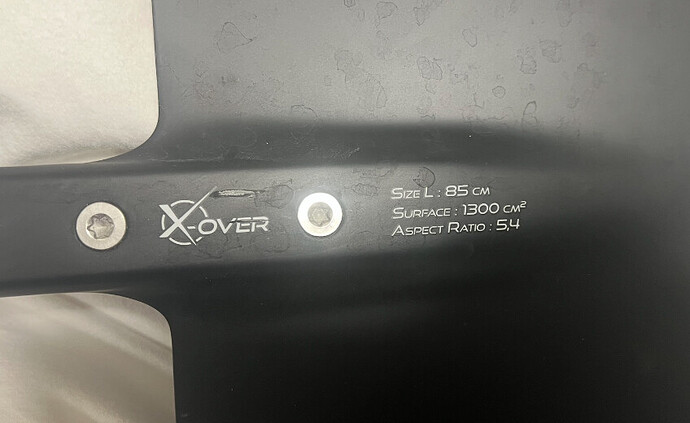 X-OVER
SIZE L : 85 CM
SURFACE : 1300 CM²
ASPECT RATIO : 5,4